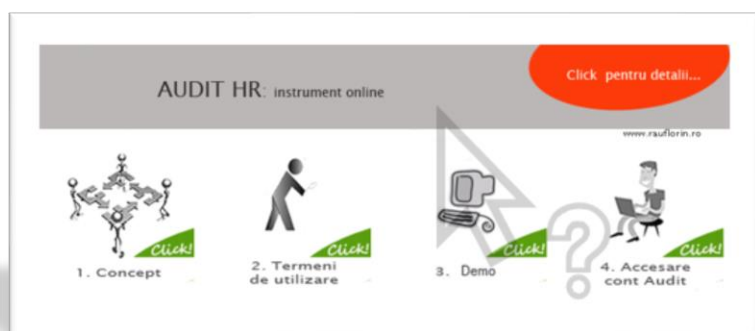 AUDIT HR: instrument online
Click pentru detalii...
www.rauflorin.ro
Click!
1. Concept
Click!
2. Termeni
de utilizare
Click!
3. Demo
?
Click!
4. Accesare
cont Audit